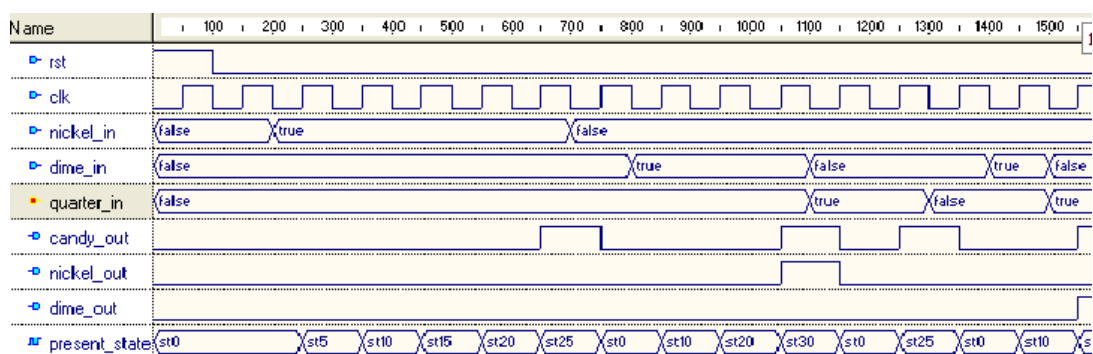 Name 100 200 300 400 500 600 700 800 900 1000 1100 1200 1300 1400 1500 1
rst
clk
nickel_in false true false
dime_in false true false true false
quarter_in false true false true
candy_out
nickel_out
dime_out
present_state st0 st5 st10 st15 st20 st25 st0 st10 st20 st30 st0 st25 st0 st10 s